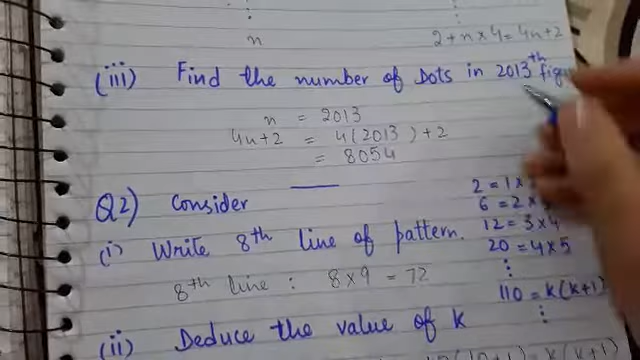 n 2+n×4=4n+2
(iii) Find the number of Dots in 2013th
n = 2013
4n+2 = 4(2013)+2
= 8054
Q2) Consider
2 = 1×
6 = 2×
12 = 3×4
(i) Write 8th line of pattern.
20 = 4×5
8th line : 8×9 = 72
110 = k(k+1)
(ii) Deduce the value of k
k(k+1)